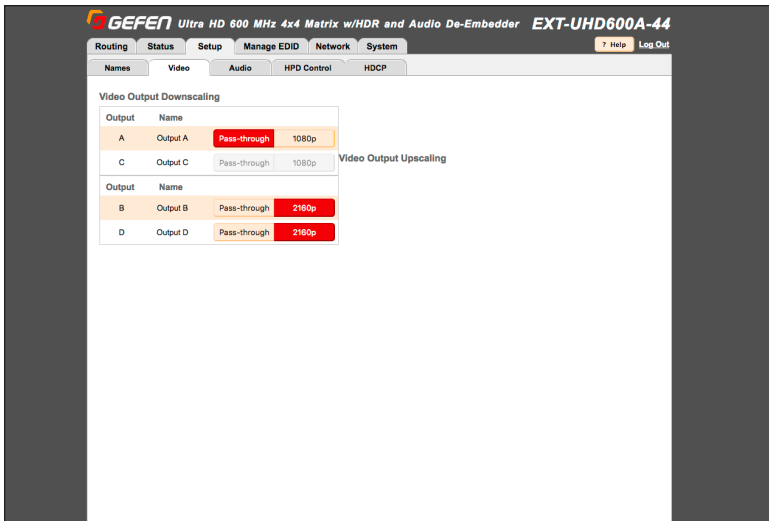 GEFEN Ultra HD 600 MHz 4x4 Matrix w/HDR and Audio De-Embedder EXT-UHD600A-44
Routing Status Setup Manage EDID Network System ? Help Log Out
Names Video Audio HPD Control HDCP
Video Output Downscaling
Output Name
A Output A Pass-through 1080p
C Output C Pass-through 1080p
Video Output Upscaling
Output Name
B Output B Pass-through 2160p
D Output D Pass-through 2160p